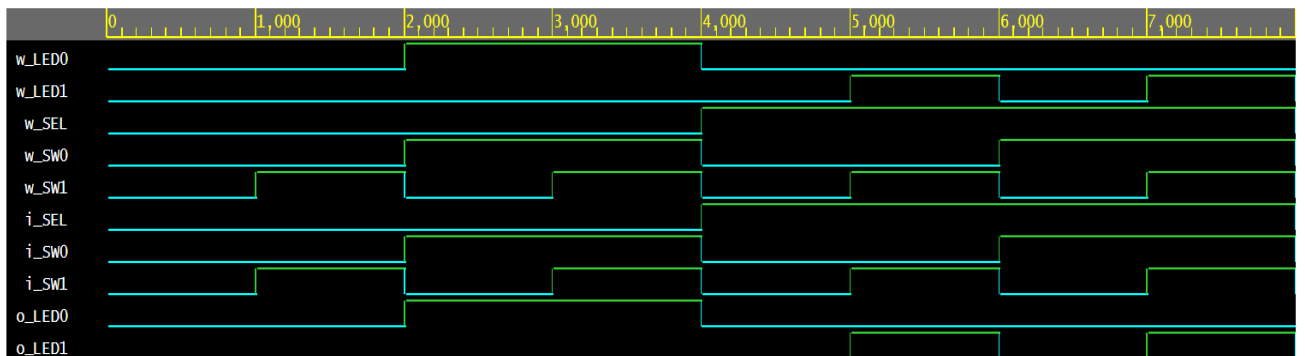 0 1,000 2,000 3,000 4,000 5,000 6,000 7,000
w_LED0
w_LED1
w_SEL
w_SW0
w_SW1
i_SEL
i_SW0
i_SW1
o_LED0
o_LED1